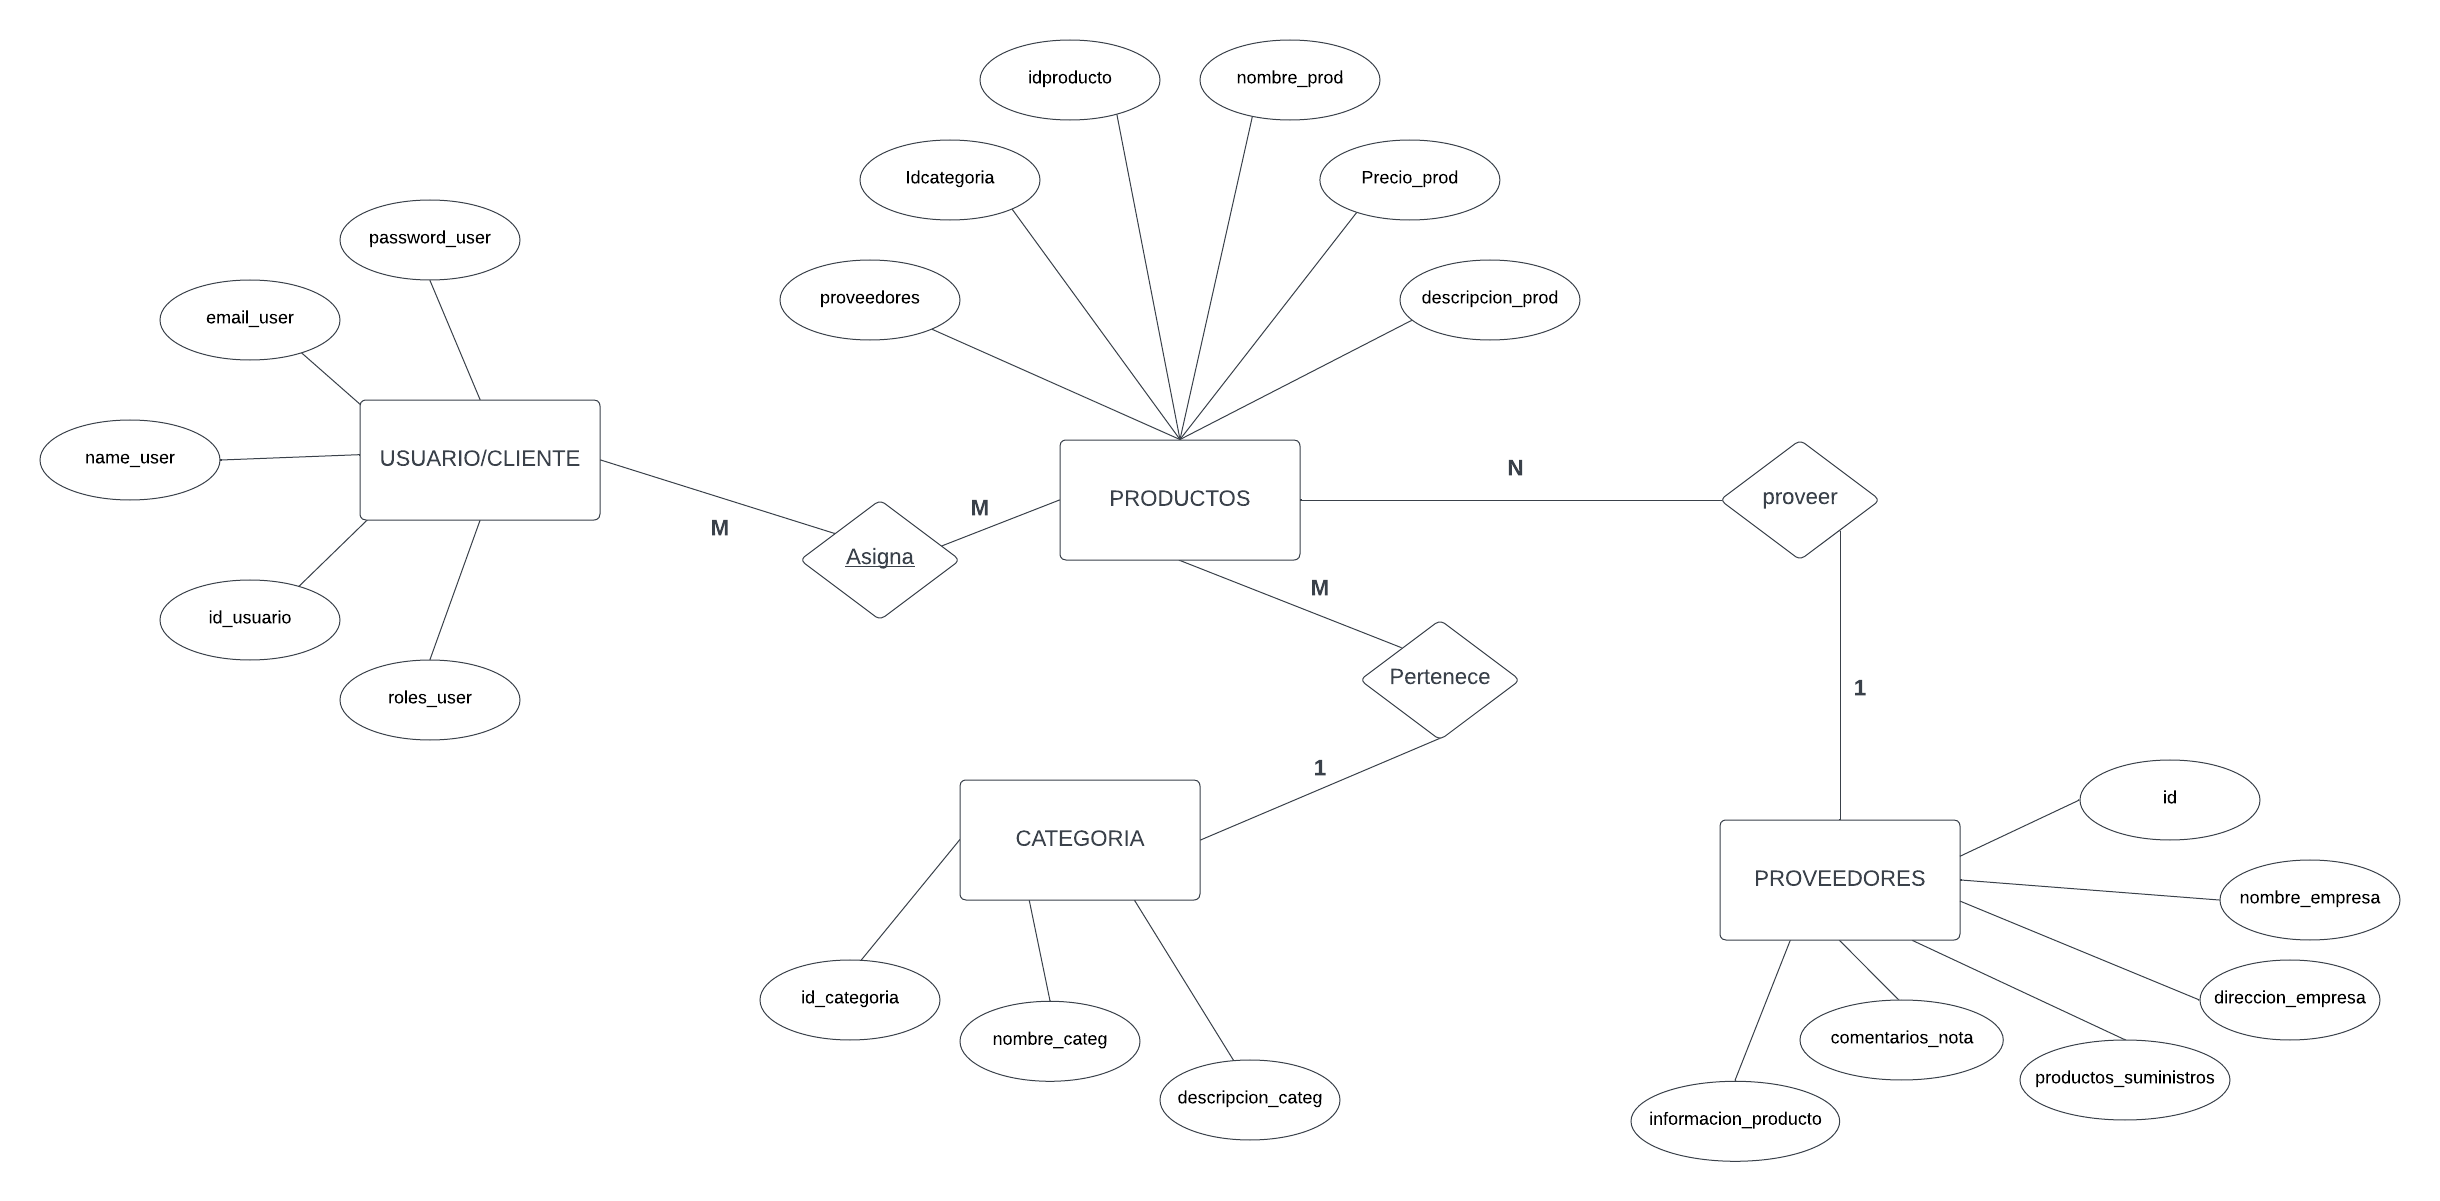 idproducto
nombre_prod
Idcategoria
Precio_prod
password_user
proveedores
descripcion_prod
email_user
name_user
USUARIO/CLIENTE
N
PRODUCTOS
proveer
M
M
Asigna
M
id_usuario
Pertenece
roles_user
1
1
id
CATEGORIA
PROVEEDORES
nombre_empresa
id_categoria
direccion_empresa
nombre_categ
comentarios_nota
productos_suministros
descripcion_categ
informacion_producto